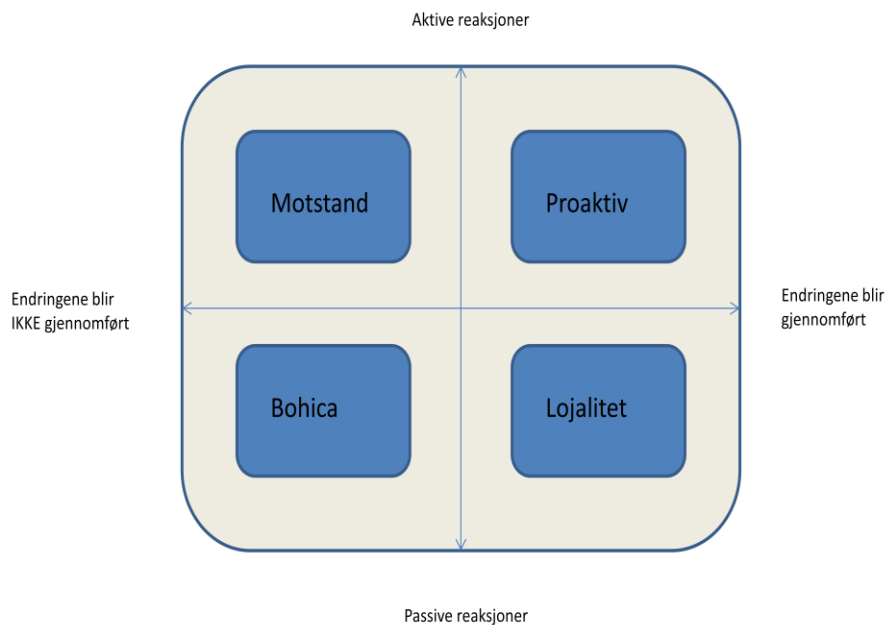 Aktive reaksjoner
Motstand
Proaktiv
Endringene blir
IKKE gjennomført
Endringene blir
gjennomført
Bohica
Lojalitet
Passive reaksjoner